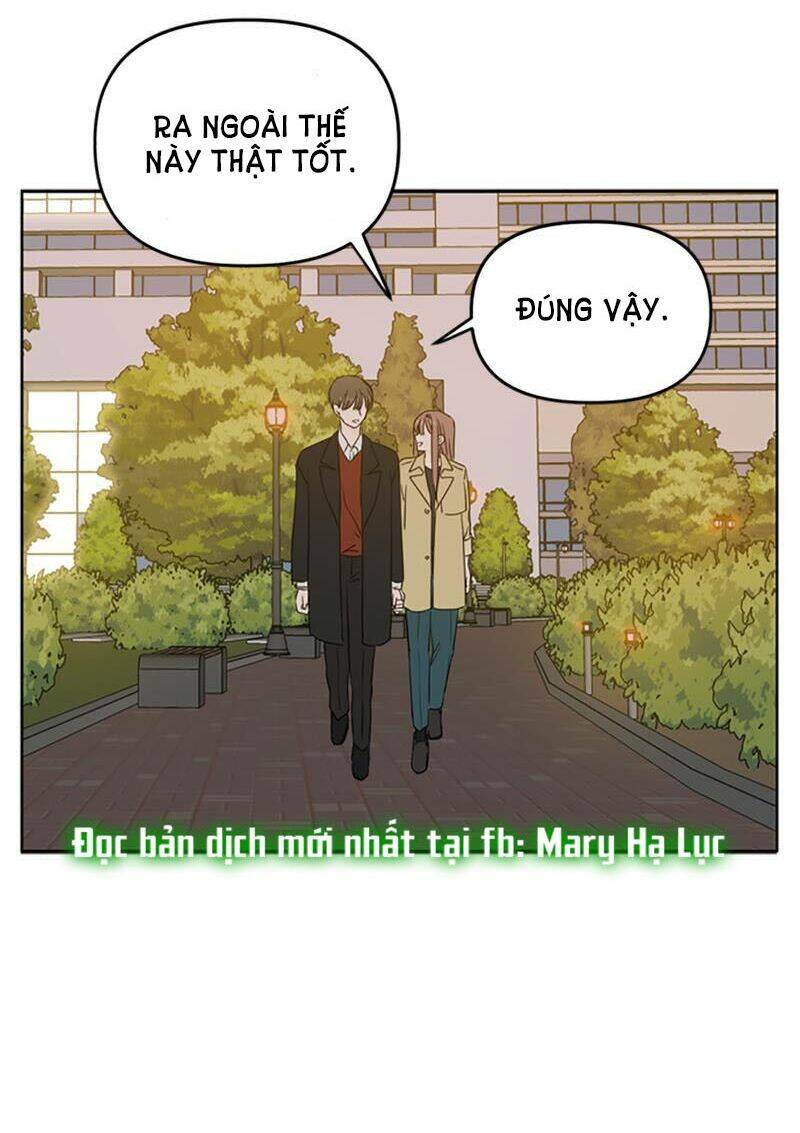 RA NGOÀI THẾ
NÀY THẬT TỐT.
ĐÚNG VẬY.
Đọc bản dịch mới nhất tại fb: Mary Hạ Lục